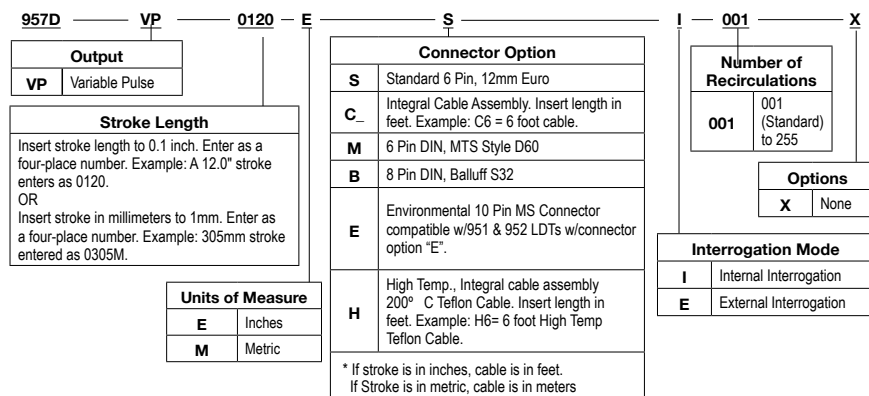 957D VP 0120 E S I 001 X
Output
VP Variable Pulse
Stroke Length
Insert stroke length to 0.1 inch. Enter as a
four-place number. Example: A 12.0" stroke
enters as 0120.
OR
Insert stroke in millimeters to 1mm. Enter as
a four-place number. Example: 305mm stroke
entered as 0305M.
Units of Measure
E Inches
M Metric
Connector Option
S Standard 6 Pin, 12mm Euro
C_ Integral Cable Assembly. Insert length in
feet. Example: C6 = 6 foot cable.
M 6 Pin DIN, MTS Style D60
B 8 Pin DIN, Balluff S32
E Environmental 10 Pin MS Connector
compatible w/951 & 952 LDTs w/connector
option “E”.
H High Temp., Integral cable assembly
200º C Teflon Cable. Insert length in
feet. Example: H6= 6 foot High Temp
Teflon Cable.
* If stroke is in inches, cable is in feet.
If Stroke is in metric, cable is in meters
Number of
Recirculations
001 001
(Standard)
to 255
Options
X None
Interrogation Mode
I Internal Interrogation
E External Interrogation